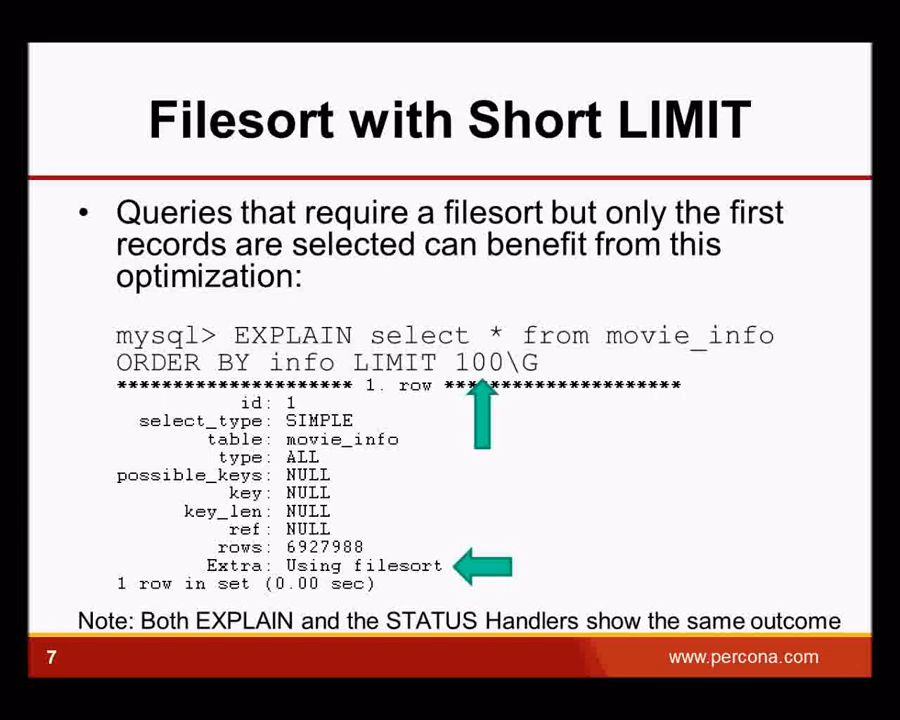 Filesort with Short LIMIT
• Queries that require a filesort but only the first
records are selected can benefit from this
optimization:
mysql> EXPLAIN select * from movie_info
ORDER BY info LIMIT 100\G
********************* 1. row *********************
id: 1
select_type: SIMPLE
table: movie_info
type: ALL
possible_keys: NULL
key: NULL
key_len: NULL
ref: NULL
rows: 6927988
Extra: Using filesort
1 row in set (0.00 sec)
Note: Both EXPLAIN and the STATUS Handlers show the same outcome
7
www.percona.com